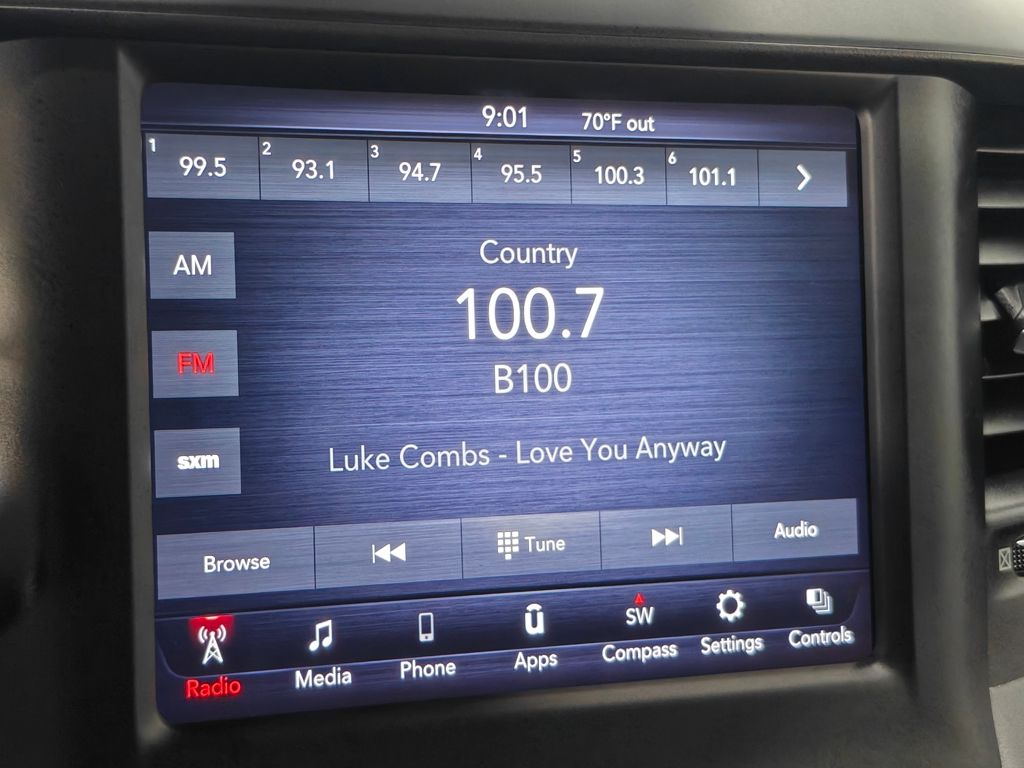 9:01 70°F out
1 99.5 2 93.1 3 94.7 4 95.5 5 100.3 6 101.1
AM
Country
100.7
FM
B100
sxm
Luke Combs - Love You Anyway
Browse Tune Audio
SW
Radio Media Phone Apps Compass Settings Controls